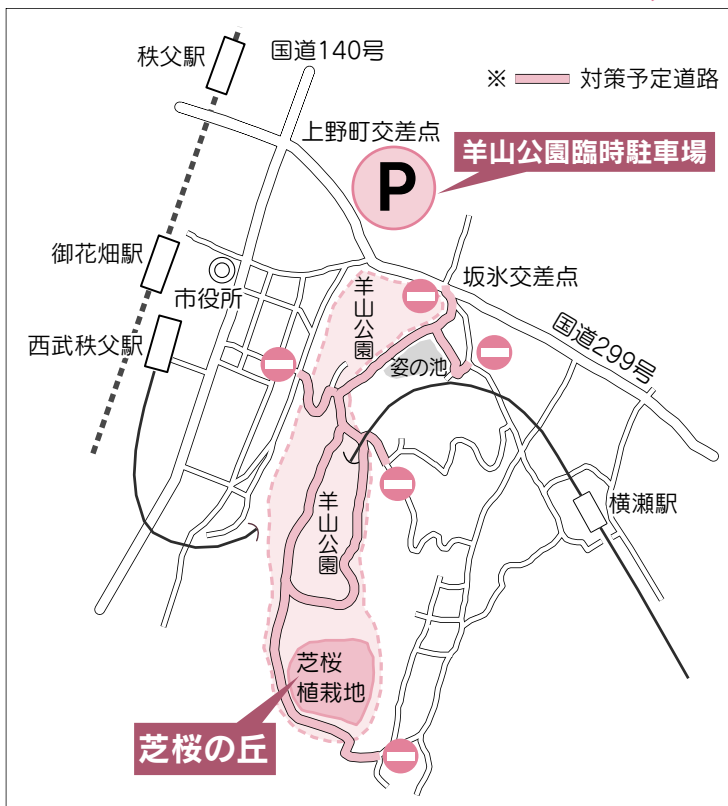 秩父駅
国道140号
※ 対策予定道路
上野町交差点
羊山公園臨時駐車場
P
御花畑駅
市役所
西武秩父駅
羊山公園
坂氷交差点
国道299号
姿の池
羊山公園
横瀬駅
芝桜
植栽地
芝桜の丘